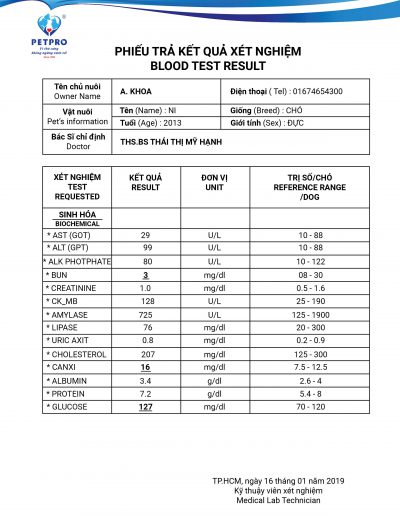 PETPRO
PHIẾU TRẢ KẾT QUẢ XÉT NGHIỆM
BLOOD TEST RESULT
Tên chủ nuôi
Owner Name
A. KHOA
Điện thoại ( Tel) : 01674654300
Vật nuôi
Pet's information
Tên (Name) : NI
Giống (Breed) : CHÓ
Tuổi (Age) : 2013
Giới tính (Sex) : ĐỰC
Bác Sĩ chỉ định
Doctor
THS.BS THÁI THỊ MỸ HẠNH
XÉT NGHIỆM TEST REQUESTED KẾT QUẢ RESULT ĐƠN VỊ UNIT TRỊ SỐ/CHÓ REFERENCE RANGE /DOG
SINH HÓA
BIOCHEMICAL
* AST (GOT) 29 U/L 10 - 88
* ALT (GPT) 99 U/L 10 - 88
* ALK PHOTPHATE 80 U/L 10 - 122
* BUN 3 mg/dl 08 - 30
* CREATININE 1.0 mg/dl 0.5 - 1.6
* CK_MB 128 U/L 25 - 190
* AMYLASE 725 U/L 125 - 1900
* LIPASE 76 mg/dl 20 - 300
* URIC AXIT 0.8 mg/dl 0.2 - 0.9
* CHOLESTEROL 207 mg/dl 125 - 300
* CANXI 16 mg/dl 7.5 - 12.5
* ALBUMIN 3.4 g/dl 2.6 - 4
* PROTEIN 7.2 g/dl 5.4 - 8
* GLUCOSE 127 mg/dl 70 - 120
TP.HCM, ngày 16 tháng 01 năm 2019
Kỹ thuậy viên xét nghiệm
Medical Lab Technician